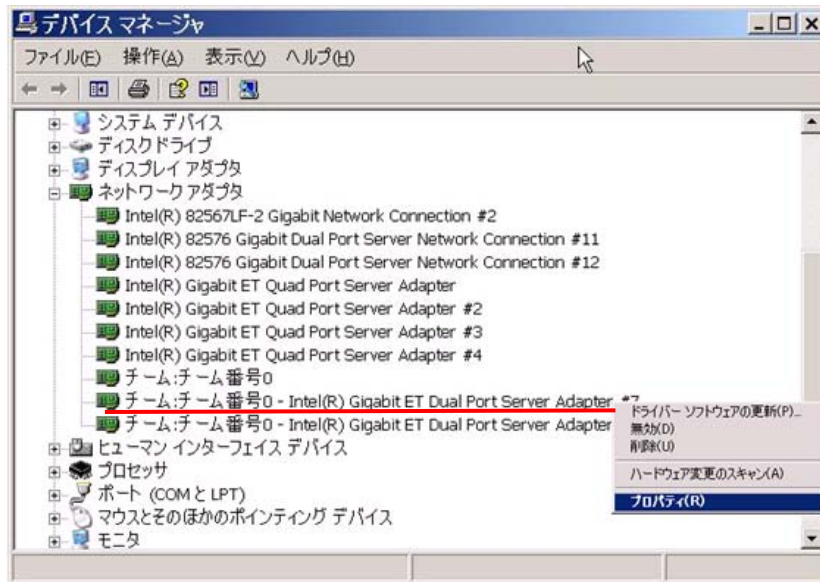 デバイス マネージャ
ファイル(F) 操作(A) 表示(V) ヘルプ(H)
システム デバイス
ディスクドライブ
ディスプレイ アダプタ
ネットワーク アダプタ
Intel(R) 82567LF-2 Gigabit Network Connection #2
Intel(R) 82576 Gigabit Dual Port Server Network Connection #11
Intel(R) 82576 Gigabit Dual Port Server Network Connection #12
Intel(R) Gigabit ET Quad Port Server Adapter
Intel(R) Gigabit ET Quad Port Server Adapter #2
Intel(R) Gigabit ET Quad Port Server Adapter #3
Intel(R) Gigabit ET Quad Port Server Adapter #4
チーム:チーム番号0
チーム:チーム番号0 - Intel(R) Gigabit ET Dual Port Server Adapter #7
チーム:チーム番号0 - Intel(R) Gigabit ET Dual Port Server Adapter
ドライバー ソフトウェアの更新(P)...
無効(D)
削除(U)
ハードウェア変更のスキャン(A)
プロパティ(R)
ヒューマン インターフェイス デバイス
プロセッサ
ポート (COM と LPT)
マウスとそのほかのポインティング デバイス
モニタ